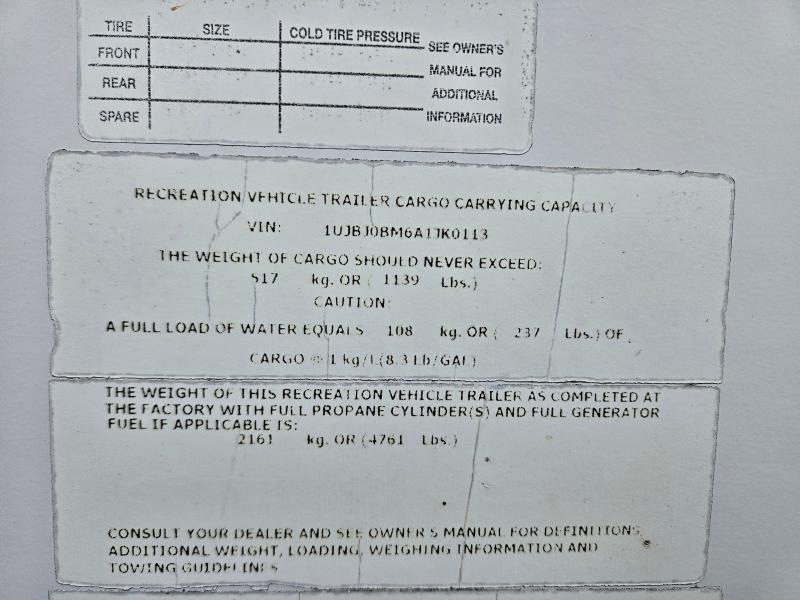 TIRE SIZE COLD TIRE PRESSURE SEE OWNER'S
FRONT MANUAL FOR
REAR ADDITIONAL
SPARE INFORMATION
RECREATION VEHICLE TRAILER CARGO CARRYING CAPACITY
VIN: 1UJBJ0BM6A1JK0113
THE WEIGHT OF CARGO SHOULD NEVER EXCEED:
517 kg. OR ( 1139 Lbs.)
CAUTION:
A FULL LOAD OF WATER EQUALS 108 kg. OR ( 237 Lbs.) OF
CARGO @ 1 kg/L(8.3 Lb/GAL)
THE WEIGHT OF THIS RECREATION VEHICLE TRAILER AS COMPLETED AT
THE FACTORY WITH FULL PROPANE CYLINDER(S) AND FULL GENERATOR
FUEL IF APPLICABLE IS:
2161 kg. OR (4761 Lbs.)
CONSULT YOUR DEALER AND SEE OWNER'S MANUAL FOR DEFINITIONS,
ADDITIONAL WEIGHT, LOADING, WEIGHING INFORMATION AND
TOWING GUIDELINES